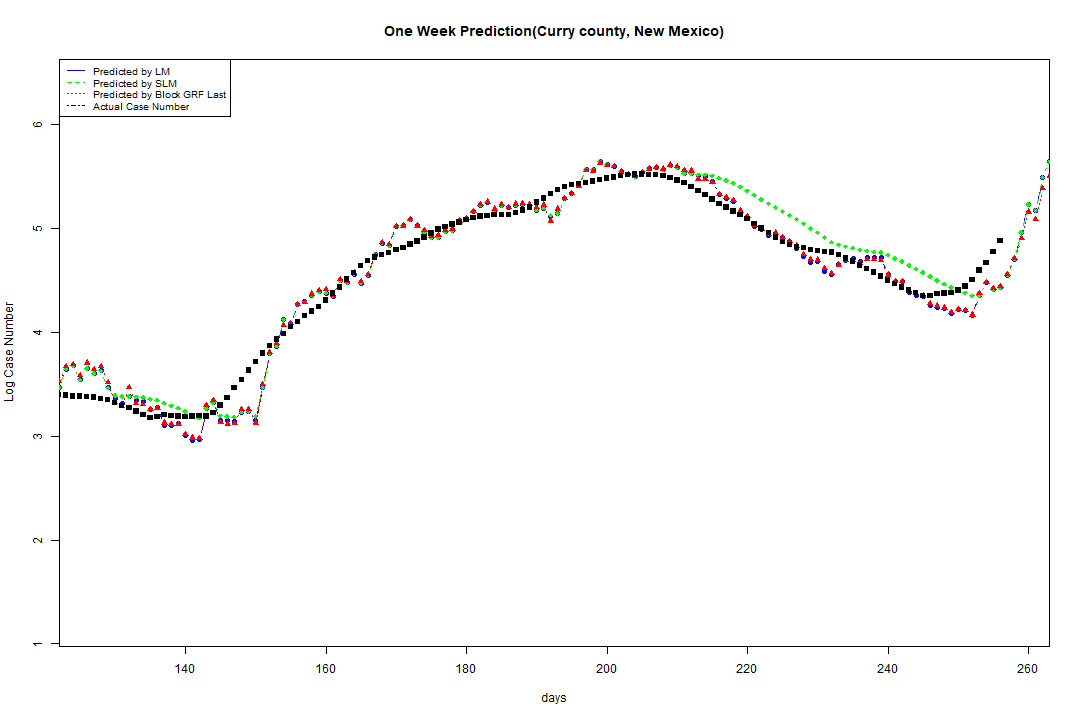 One Week Prediction(Curry county, New Mexico)
Predicted by LM
Predicted by SLM
Predicted by Block GRF Last
Actual Case Number
6
5
4
3
2
1
Log Case Number
140 160 180 200 220 240 260
days